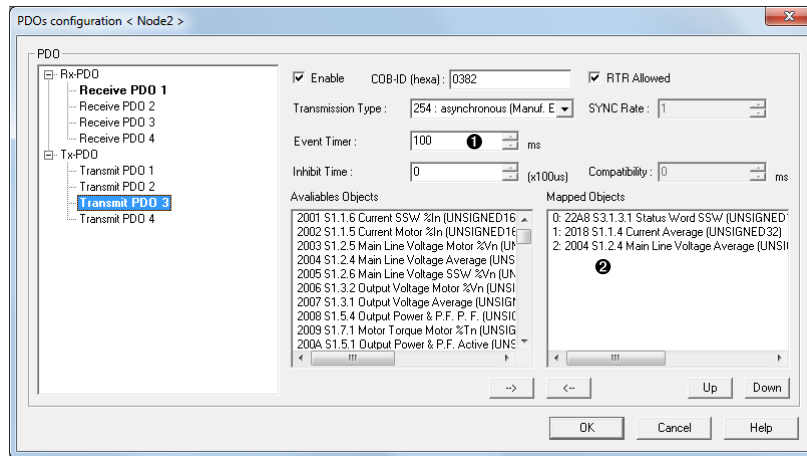 PDOs configuration < Node2 >
PDO
Rx-PDO
Receive PDO 1
Receive PDO 2
Receive PDO 3
Receive PDO 4
Tx-PDO
Transmit PDO 1
Transmit PDO 2
Transmit PDO 3
Transmit PDO 4
Enable COB-ID (hexa) : 0382 RTR Allowed
Transmission Type : 254 : asynchronous (Manuf. E SYNC Rate : 1
Event Timer : 100 1 ms
Inhibit Time : 0 (x100us) Compatibility : 0 ms
Avaliables Objects
2001 S1.1.6 Current SSW %In (UNSIGNED16
2002 S1.1.5 Current Motor %In (UNSIGNED16
2003 S1.2.5 Main Line Voltage Motor %Vn (UN
2004 S1.2.4 Main Line Voltage Average (UNS
2005 S1.2.6 Main Line Voltage SSW %Vn (UN
2006 S1.3.2 Output Voltage Motor %Vn (UNSI
2007 S1.3.1 Output Voltage Average (UNSIGN
2008 S1.5.4 Output Power & P.F. P. F. (UNSIG
2009 S1.7.1 Motor Torque Motor %Tn (UNSIG
200A S1.5.1 Output Power & P.F. Active (UNS
Mapped Objects
0: 22A8 S3.1.3.1 Status Word SSW (UNSIGNED
1: 2018 S1.1.4 Current Average (UNSIGNED32)
2: 2004 S1.2.4 Main Line Voltage Average (UNSI
2
--> <-- Up Down
OK Cancel Help